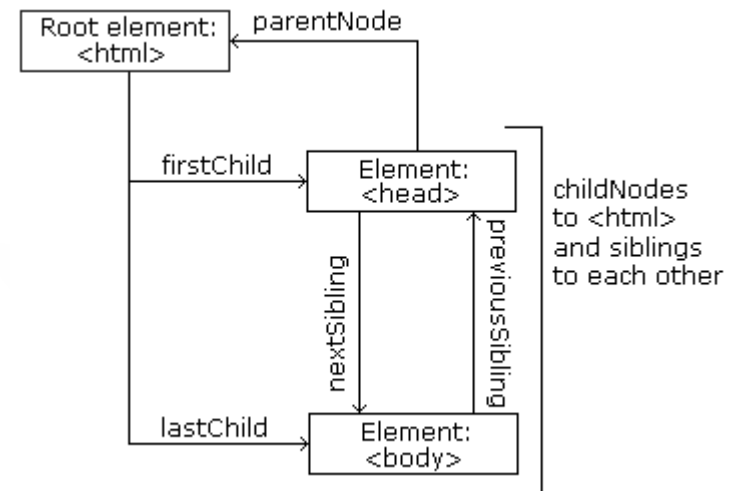 Root element:
<html>
parentNode
firstChild
Element:
<head>
childNodes
to <html>
and siblings
to each other
nextSibling
previousSibling
lastChild
Element:
<body>